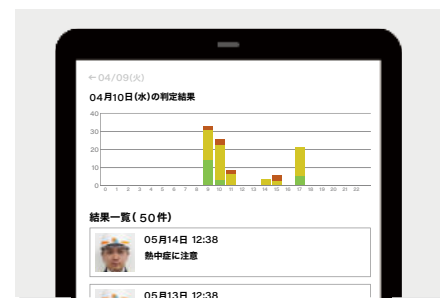 ←04/09(火)
04月10日(水)の判定結果
40
30
20
10
0
0 1 2 3 4 5 6 7 8 9 10 11 12 13 14 15 16 17 18 19 20 21 22
結果一覧( 50件)
05月14日 12:38
熱中症に注意
05月13日 12:38